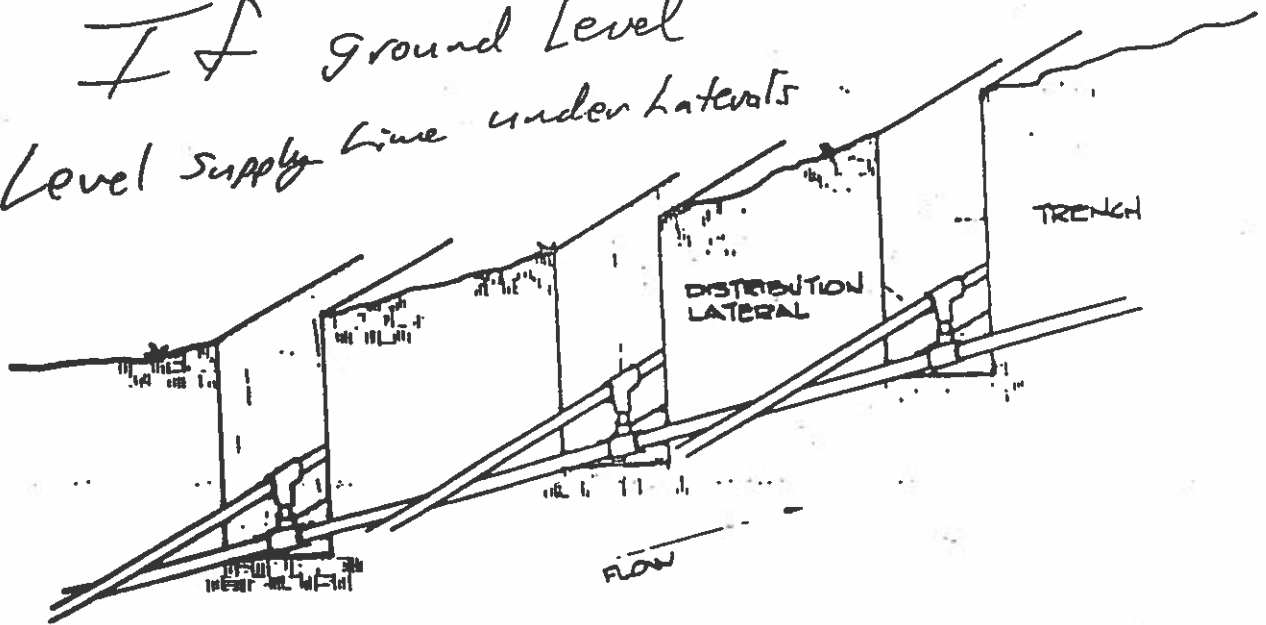 If ground Level
Level supply Line under Laterals
TRENCH
DISTRIBUTION
LATERAL
FLOW